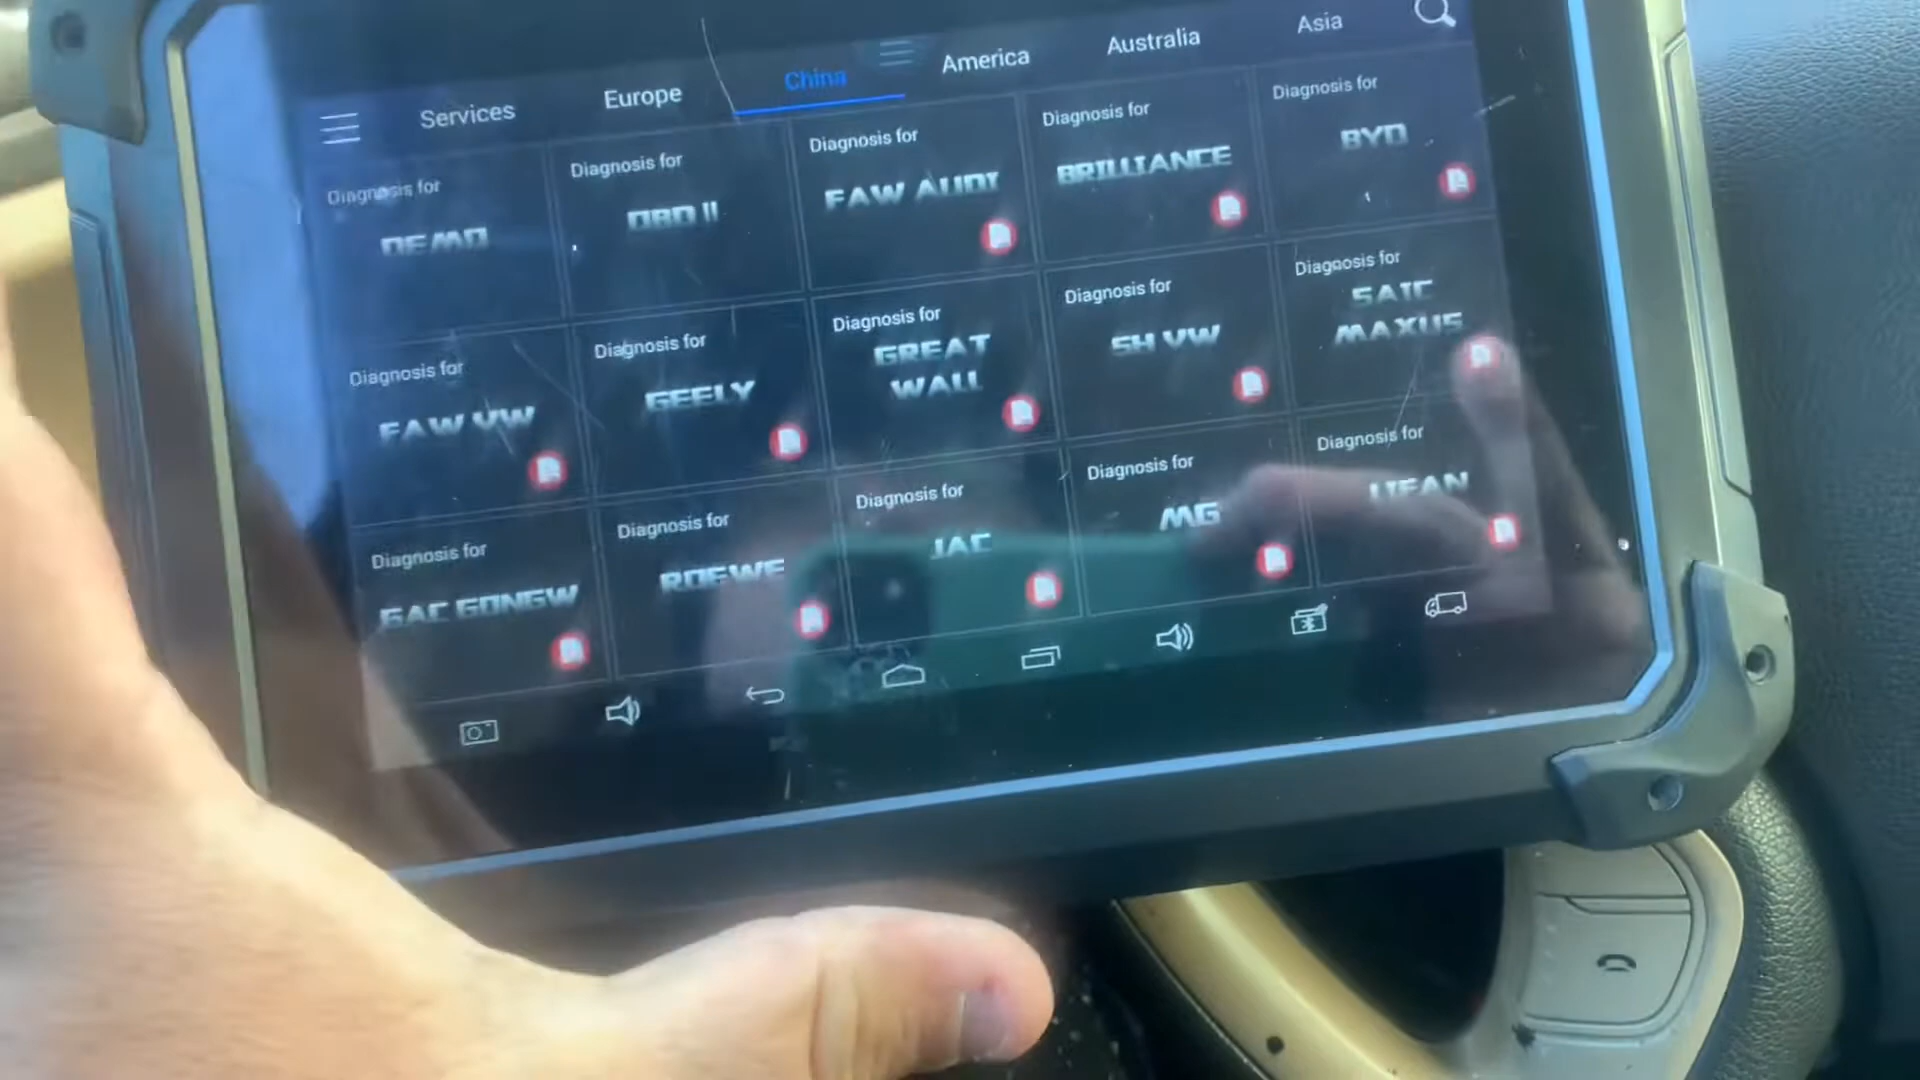 Services Europe China America Australia Asia
Diagnosis for
DEMO
Diagnosis for
OBD II
Diagnosis for
FAW AUDI
Diagnosis for
BRILLIANCE
Diagnosis for
BYD
Diagnosis for
FAW VW
Diagnosis for
GEELY
Diagnosis for
GREAT
WALL
Diagnosis for
SH VW
Diagnosis for
SAIC
MAXUS
Diagnosis for
GAC GONGW
Diagnosis for
ROEWE
Diagnosis for
JAC
Diagnosis for
MG
Diagnosis for
LIFAN